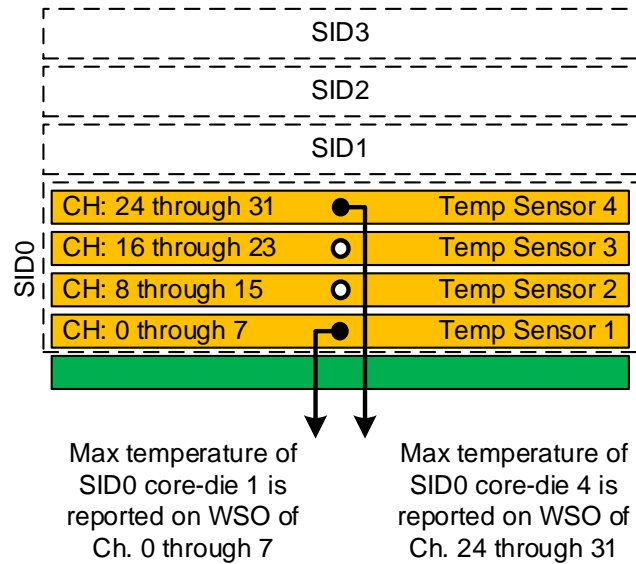 SID3
SID2
SID1
SID0
CH: 24 through 31 Temp Sensor 4
CH: 16 through 23 Temp Sensor 3
CH: 8 through 15 Temp Sensor 2
CH: 0 through 7 Temp Sensor 1
Max temperature of
SID0 core-die 1 is
reported on WSO of
Ch. 0 through 7
Max temperature of
SID0 core-die 4 is
reported on WSO of
Ch. 24 through 31